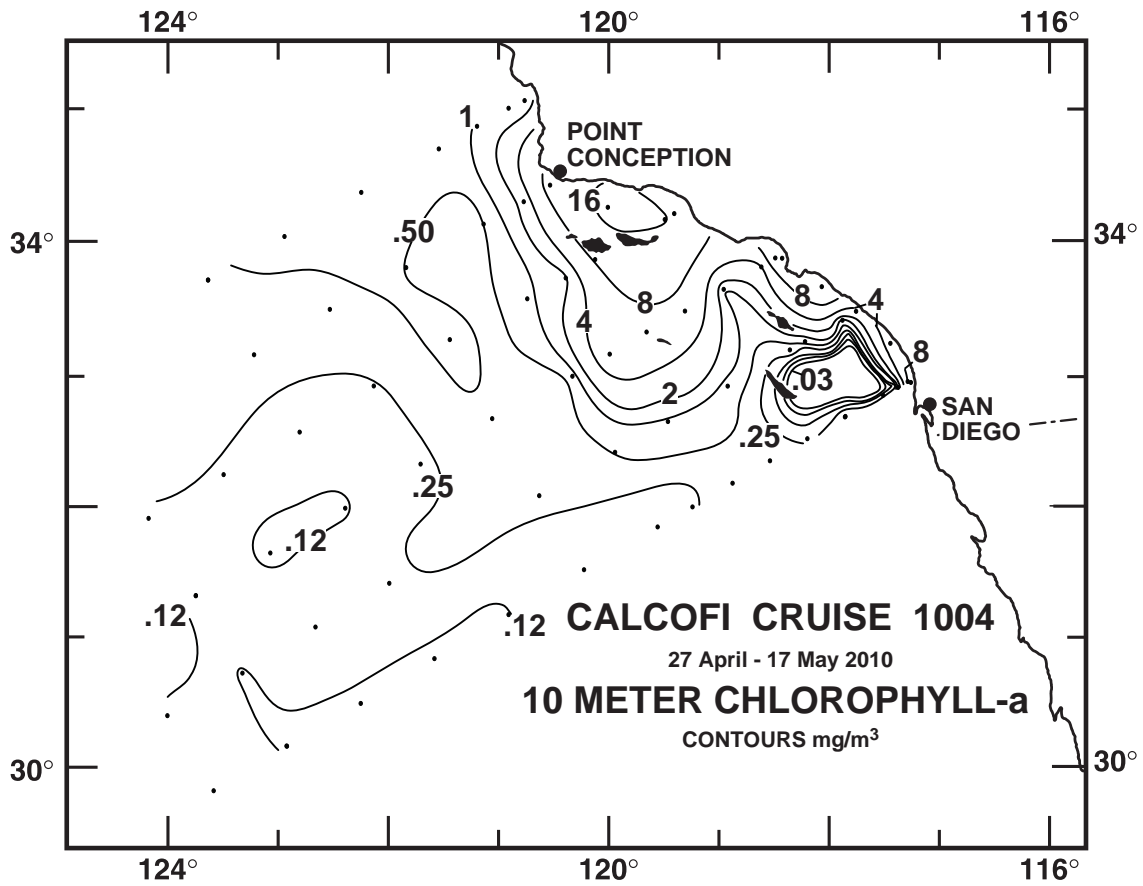 124° 120° 116°
1
POINT
CONCEPTION
16
.50
34° 34°
8
8
4
4
8
.03
2
SAN
DIEGO
.25
.25
.12
.12
.12
CALCOFI CRUISE 1004
27 April - 17 May 2010
10 METER CHLOROPHYLL-a
CONTOURS mg/m³
30° 30°
124° 120° 116°